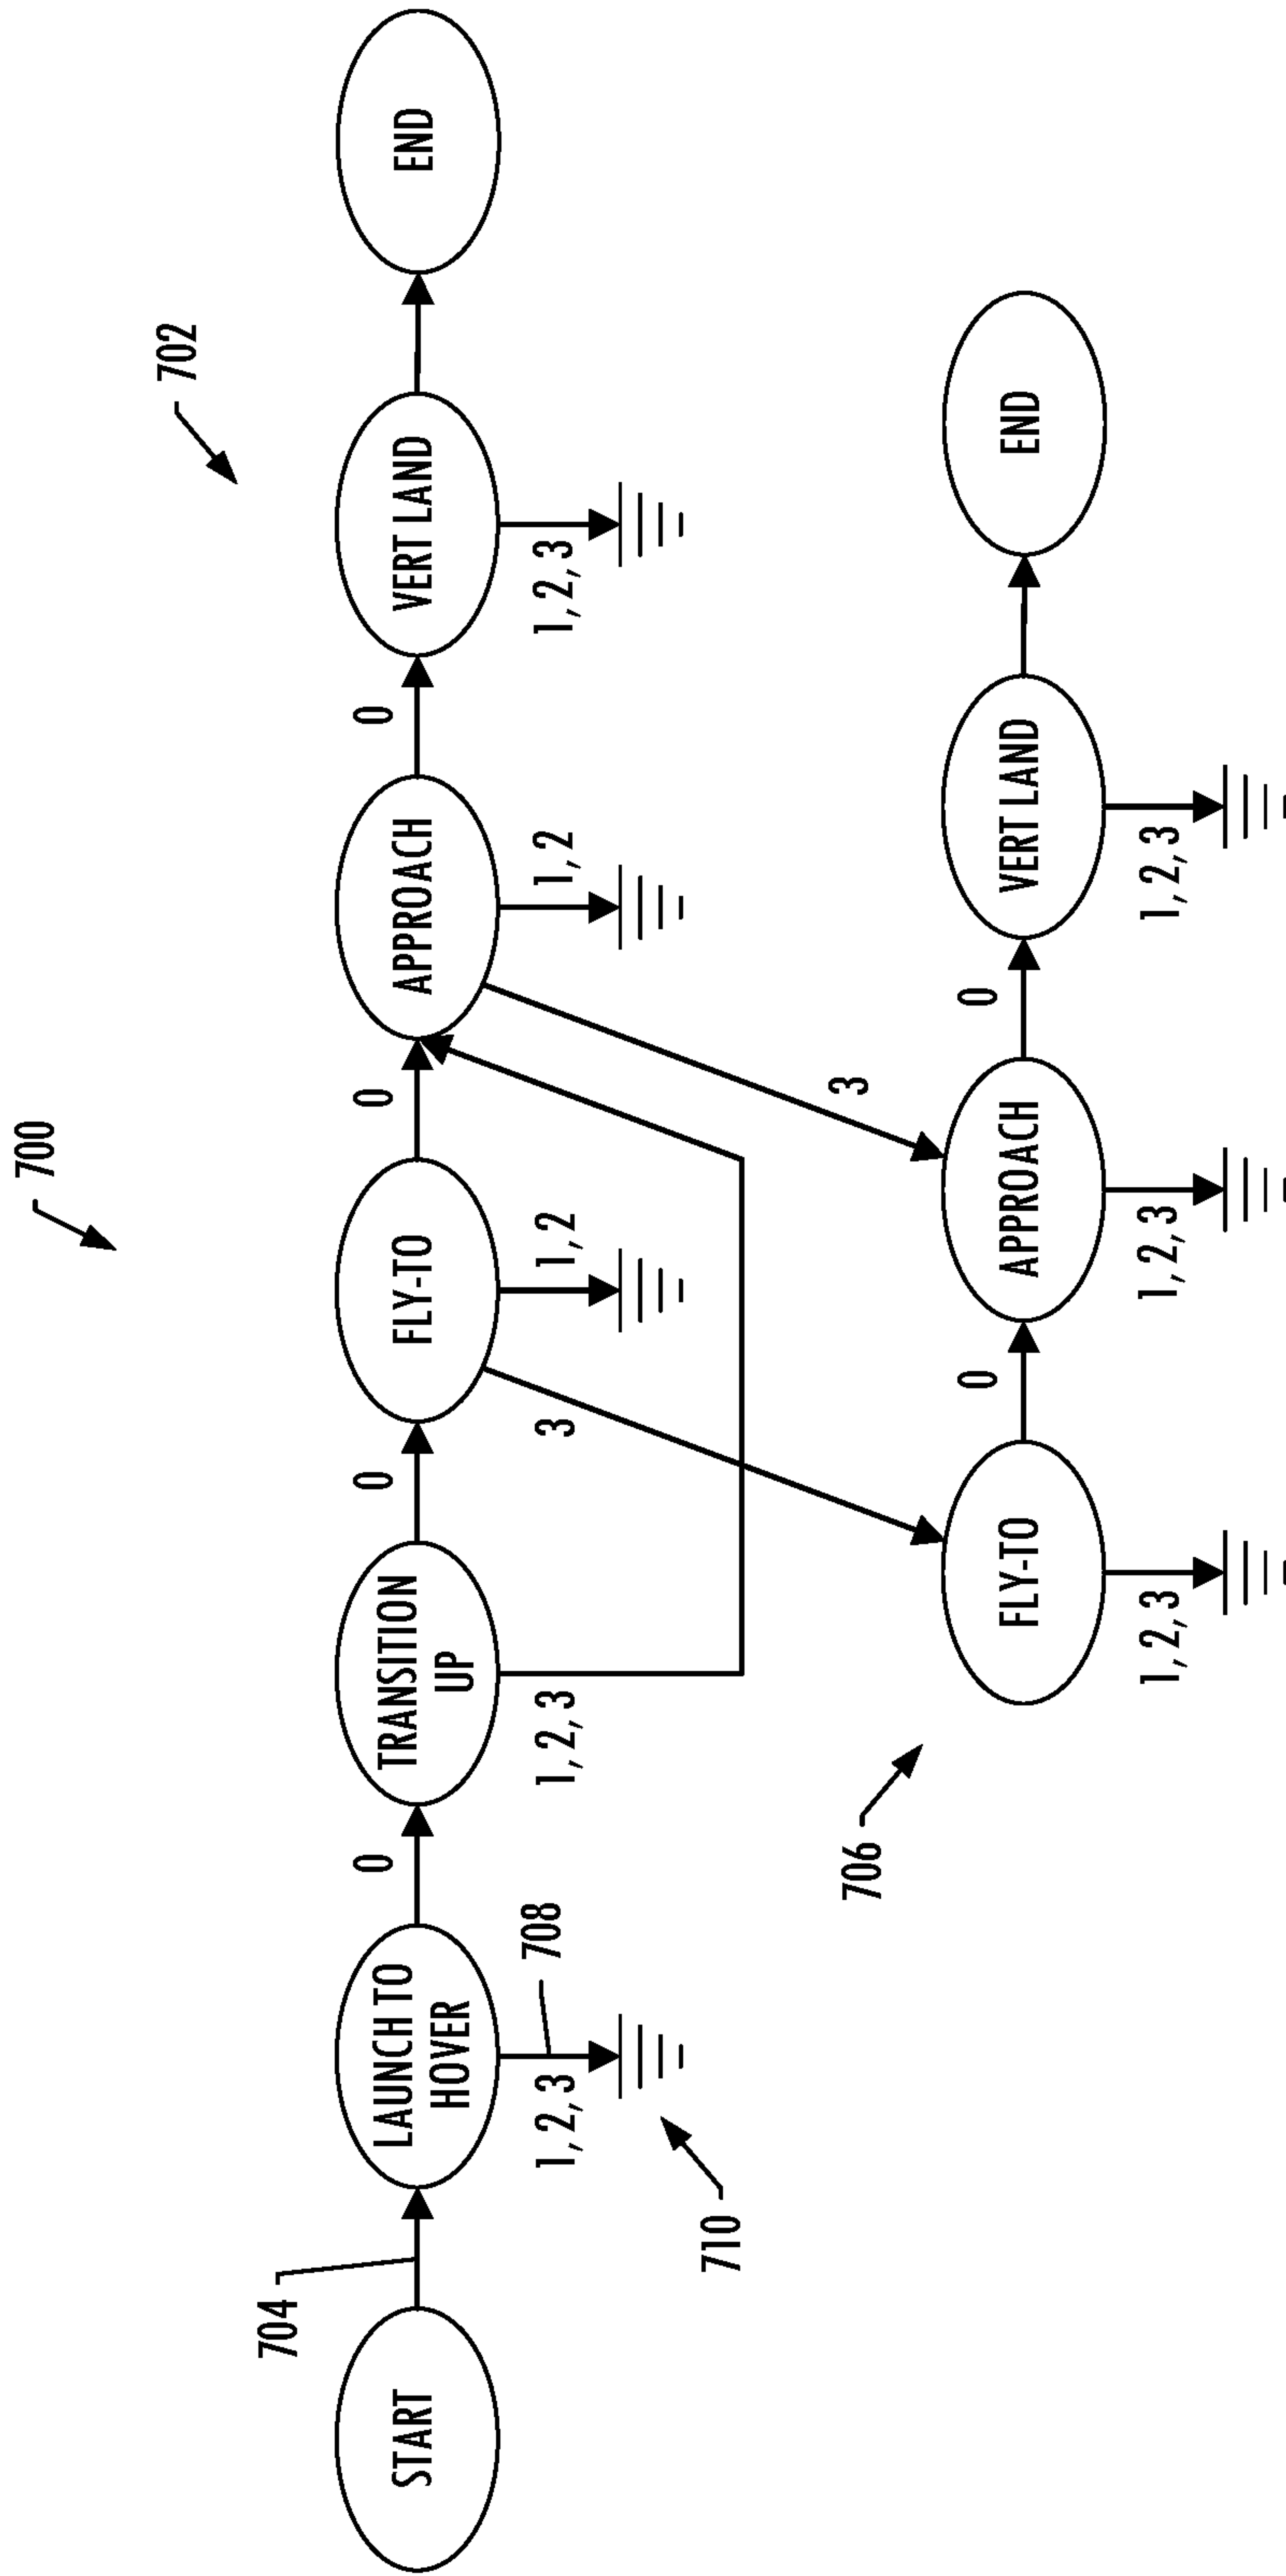 700
702
704
START
LAUNCH TO
HOVER
0
TRANSITION
UP
0
FLY-TO
0
APPROACH
0
VERT LAND
END
1, 2, 3
708
710
1, 2, 3
3
1, 2
1, 2
1, 2, 3
3
706
FLY-TO
0
APPROACH
0
VERT LAND
END
1, 2, 3
1, 2, 3
1, 2, 3